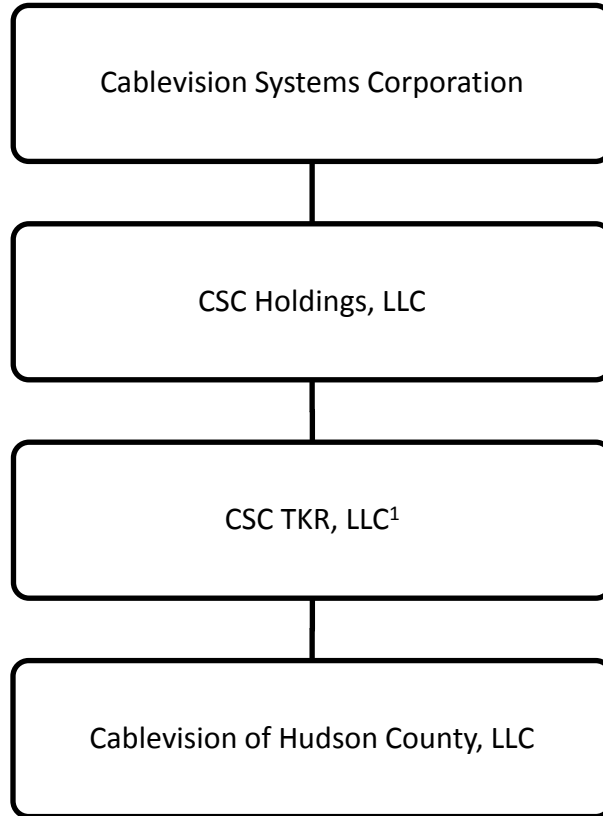 Cablevision Systems Corporation
CSC Holdings, LLC
CSC TKR, LLC¹
Cablevision of Hudson County, LLC